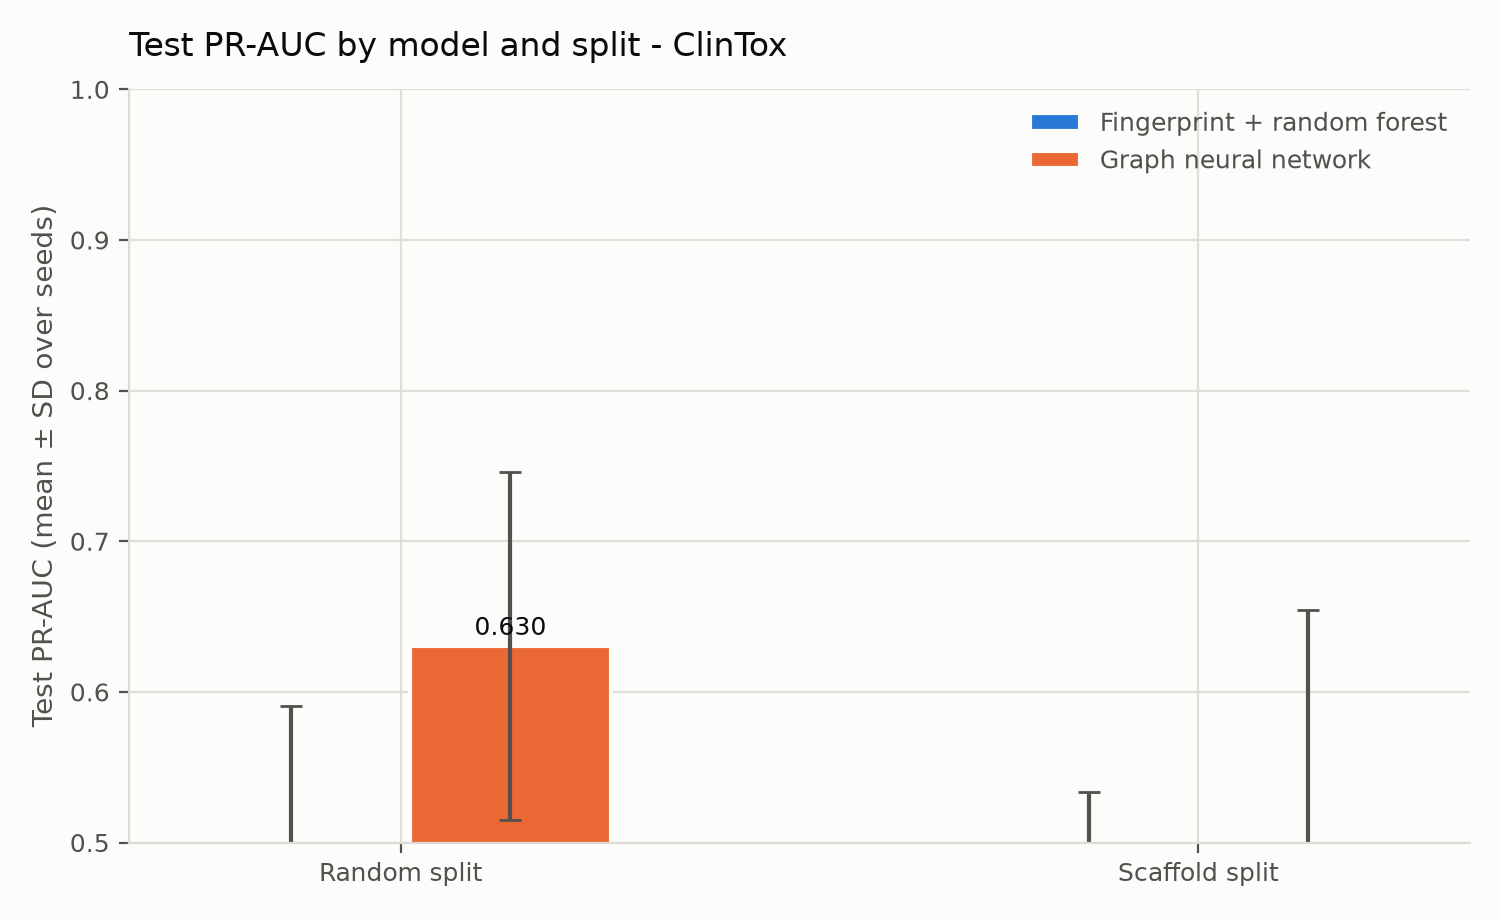 Test PR-AUC by model and split - ClinTox
Fingerprint + random forest
Graph neural network
Test PR-AUC (mean ± SD over seeds)
1.0
0.9
0.8
0.7
0.6
0.5
0.630
Random split
Scaffold split